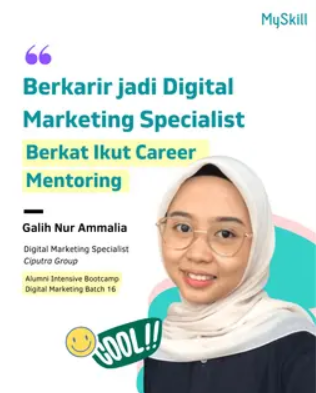 MySkill
Berkarir jadi Digital
Marketing Specialist
Berkat Ikut Career
Mentoring
Galih Nur Ammalia
Digital Marketing Specialist
Ciputra Group
Alumni Intensive Bootcamp
Digital Marketing Batch 16
COOL!!